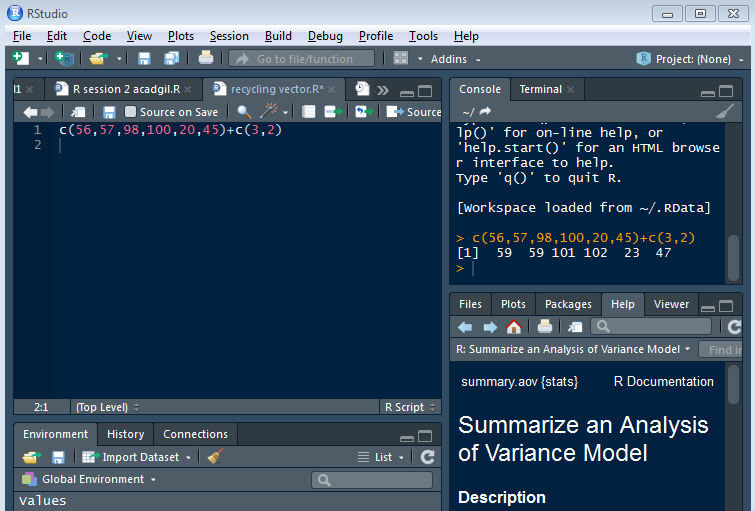 RStudio
File Edit Code View Plots Session Build Debug Profile Tools Help
Go to file/function Addins Project: (None)
R session 2 acadgil.R recycling vector.R*
Source on Save Source
1 c(56,57,98,100,20,45)+c(3,2)
2
2:1 (Top Level) R Script
Environment History Connections
Import Dataset List
Global Environment
Values
Console Terminal
~/
lp()' for on-line help, or
'help.start()' for an HTML browse
r interface to help.
Type 'q()' to quit R.
[Workspace loaded from ~/.RData]
> c(56,57,98,100,20,45)+c(3,2)
[1] 59 59 101 102 23 47
>
Files Plots Packages Help Viewer
R: Summarize an Analysis of Variance Model Find in
summary.aov {stats} R Documentation
Summarize an Analysis
of Variance Model
Description